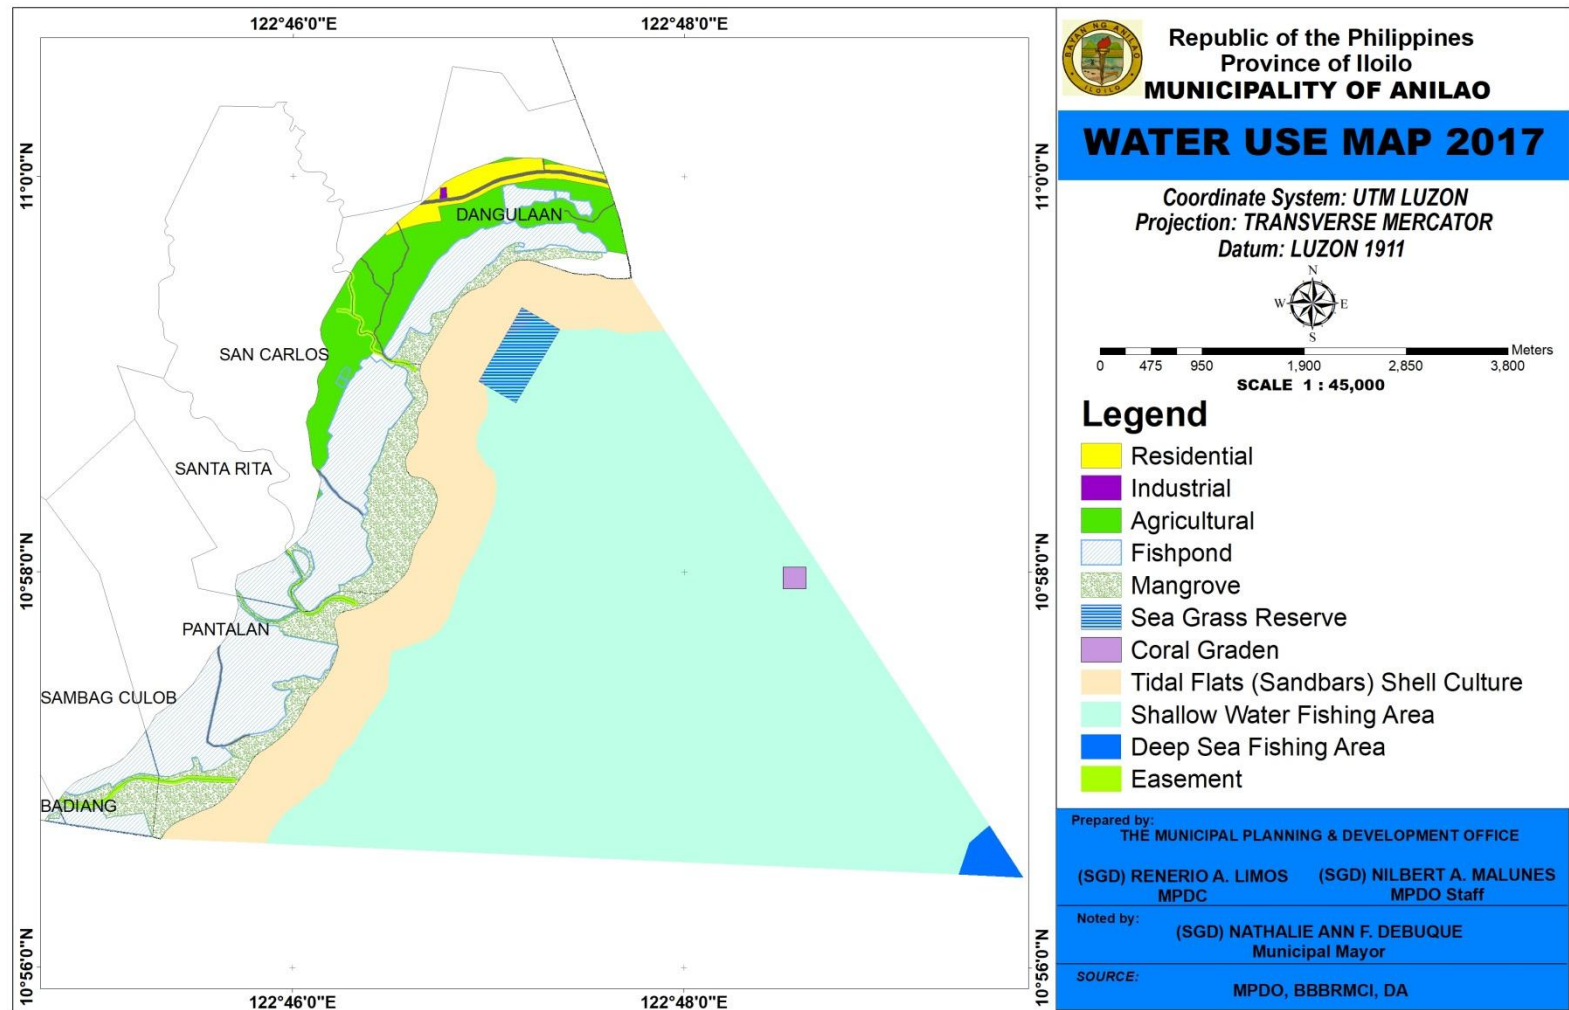 122°46'0"E
122°48'0"E
11°0'0"N
11°0'0"N
DANGULAAN
SAN CARLOS
SANTA RITA
10°58'0"N
10°58'0"N
PANTALAN
SAMBAG CULOB
BADIANG
10°56'0"N
10°56'0"N
122°46'0"E
122°48'0"E
BAYAN NG ANILAO
ILOILO
Republic of the Philippines
Province of Iloilo
MUNICIPALITY OF ANILAO
WATER USE MAP 2017
Coordinate System: UTM LUZON
Projection: TRANSVERSE MERCATOR
Datum: LUZON 1911
N
W E
S
Meters
0 475 950 1,900 2,850 3,800
SCALE 1 : 45,000
Legend
Residential
Industrial
Agricultural
Fishpond
Mangrove
Sea Grass Reserve
Coral Graden
Tidal Flats (Sandbars) Shell Culture
Shallow Water Fishing Area
Deep Sea Fishing Area
Easement
Prepared by:
THE MUNICIPAL PLANNING & DEVELOPMENT OFFICE
(SGD) RENERIO A. LIMOS (SGD) NILBERT A. MALUNES
MPDC MPDO Staff
Noted by:
(SGD) NATHALIE ANN F. DEBUQUE
Municipal Mayor
SOURCE:
MPDO, BBBRMCI, DA